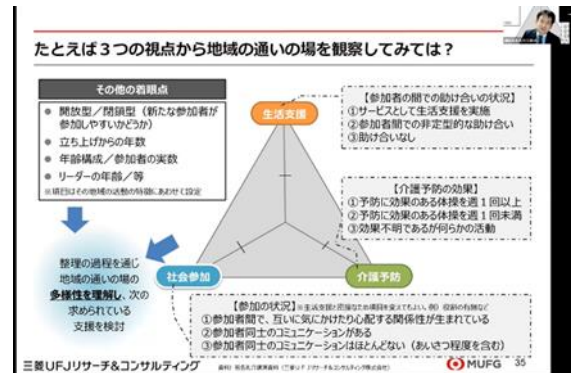 たとえば3つの視点から地域の通いの場を観察してみては？
その他の着眼点
● 開放型／閉鎖型（新たな参加者が
参加しやすいかどうか）
● 立ち上げからの年数
● 年齢構成／参加者の実数
● リーダーの年齢／等
※項目はその地域の活動の特徴にあわせて設定
生活支援
【参加者の間での助け合いの状況】
①サービスとして生活支援を実施
②参加者間での非定型的な助け合い
③助け合いなし
【介護予防の効果】
①予防に効果のある体操を週1回以上
②予防に効果のある体操を週1回未満
③効果不明であるが何らかの活動
整理の過程を通じ
地域の通いの場の
多様性を理解し、次の
求められている
支援を検討
社会参加
介護予防
【参加の状況】
①参加者間で、互いに気にかけたり心配する関係性が生まれている
②参加者同士のコミュニケーションがある
③参加者同士のコミュニケーションはほとんどない（あいさつ程度を含む）
三菱UFJリサーチ&コンサルティング
MUFG
35